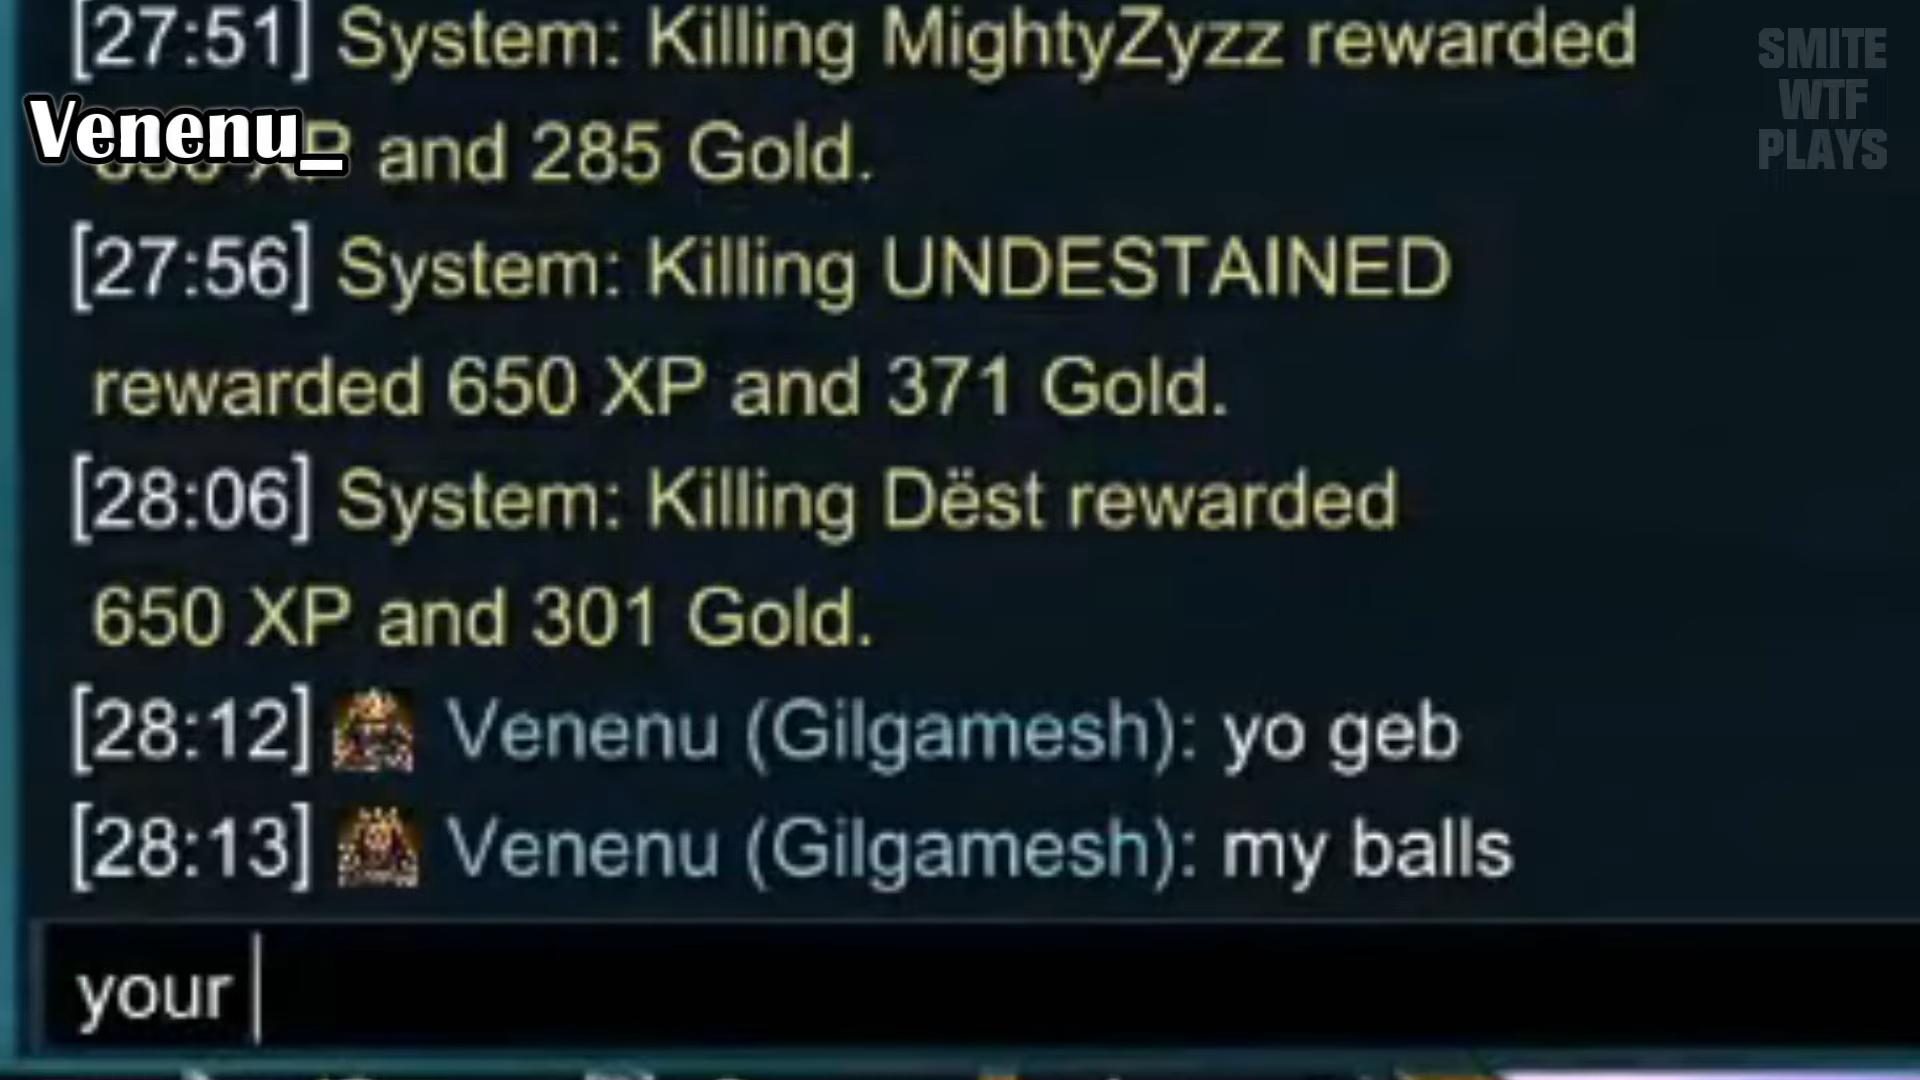 [27:51] System: Killing MightyZyzz rewarded
SMITE
WTF
PLAYS
Venenu_
XP and 285 Gold.
[27:56] System: Killing UNDESTAINED
rewarded 650 XP and 371 Gold.
[28:06] System: Killing Dëst rewarded
650 XP and 301 Gold.
[28:12] Venenu (Gilgamesh): yo geb
[28:13] Venenu (Gilgamesh): my balls
your